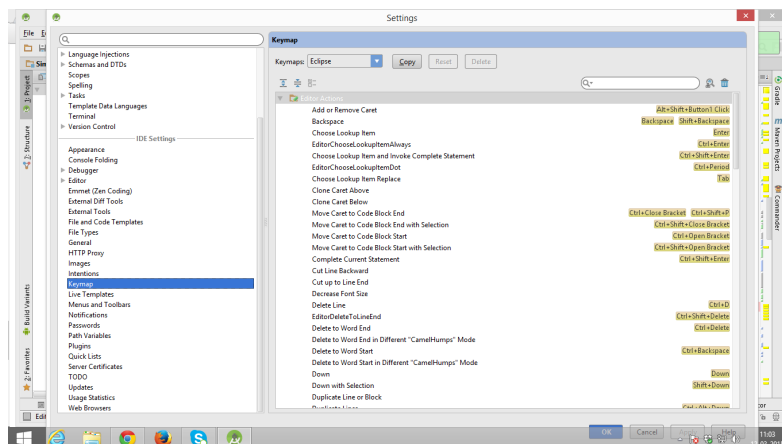 Settings
File
Sim
1: Project
2: Structure
Build Variants
2: Favorites
Language Injections
Schemas and DTDs
Scopes
Spelling
Tasks
Template Data Languages
Terminal
Version Control
IDE Settings
Appearance
Console Folding
Debugger
Editor
Emmet (Zen Coding)
External Diff Tools
External Tools
File and Code Templates
File Types
General
HTTP Proxy
Images
Intentions
Keymap
Live Templates
Menus and Toolbars
Notifications
Passwords
Path Variables
Plugins
Quick Lists
Server Certificates
TODO
Updates
Usage Statistics
Web Browsers
Keymap
Keymaps: Eclipse Copy Reset Delete
Editor Actions
Add or Remove Caret Alt+Shift+Button1 Click
Backspace Backspace Shift+Backspace
Choose Lookup Item Enter
EditorChooseLookupItemAlways Ctrl+Enter
Choose Lookup Item and Invoke Complete Statement Ctrl+Shift+Enter
EditorChooseLookupItemDot Ctrl+Period
Choose Lookup Item Replace Tab
Clone Caret Above
Clone Caret Below
Move Caret to Code Block End Ctrl+Close Bracket Ctrl+Shift+P
Move Caret to Code Block End with Selection Ctrl+Shift+Close Bracket
Move Caret to Code Block Start Ctrl+Open Bracket
Move Caret to Code Block Start with Selection Ctrl+Shift+Open Bracket
Complete Current Statement Ctrl+Shift+Enter
Cut Line Backward
Cut up to Line End
Decrease Font Size
Delete Line Ctrl+D
EditorDeleteToLineEnd Ctrl+Shift+Delete
Delete to Word End Ctrl+Delete
Delete to Word End in Different "CamelHumps" Mode
Delete to Word Start Ctrl+Backspace
Delete to Word Start in Different "CamelHumps" Mode
Down Down
Down with Selection Shift+Down
Duplicate Line or Block
Duplicate Lines Ctrl+Alt+Down
OK Cancel Apply Help
Gradle
Maven Projects
Commander
Edit
11:03